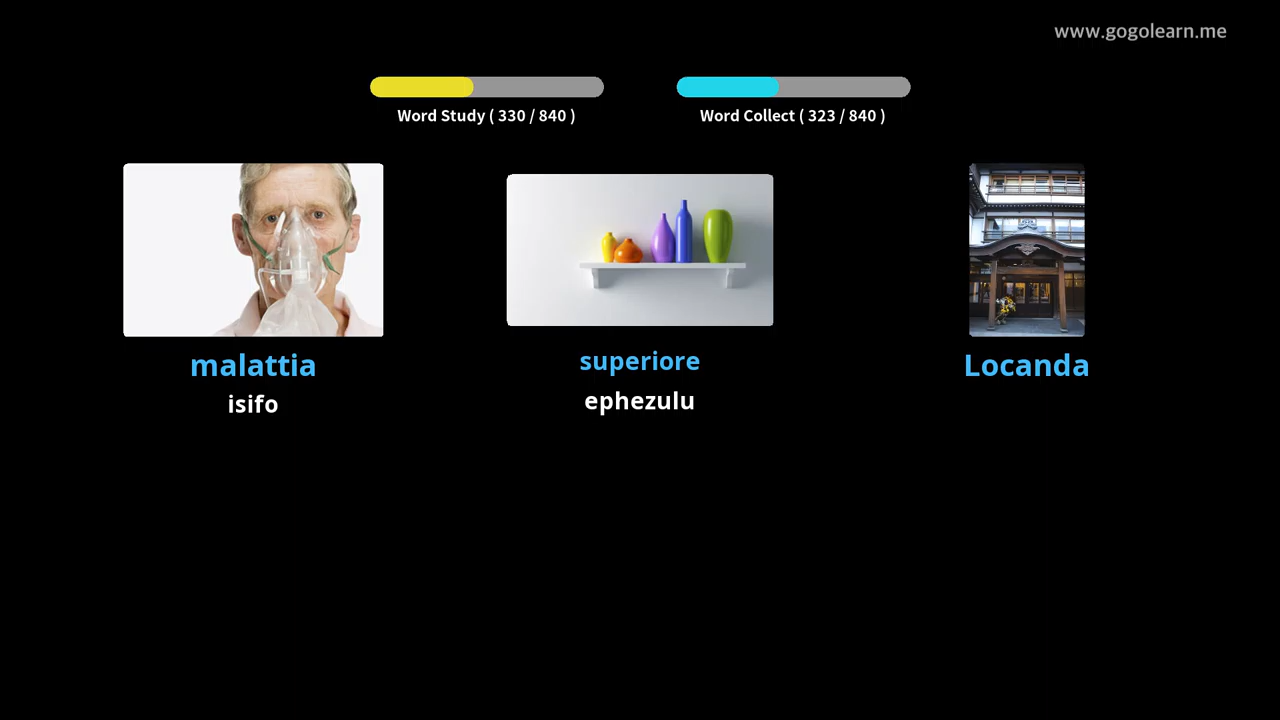 www.gogolearn.me
Word Study ( 330 / 840 )
Word Collect ( 323 / 840 )
malattia
isifo
superiore
ephezulu
Locanda